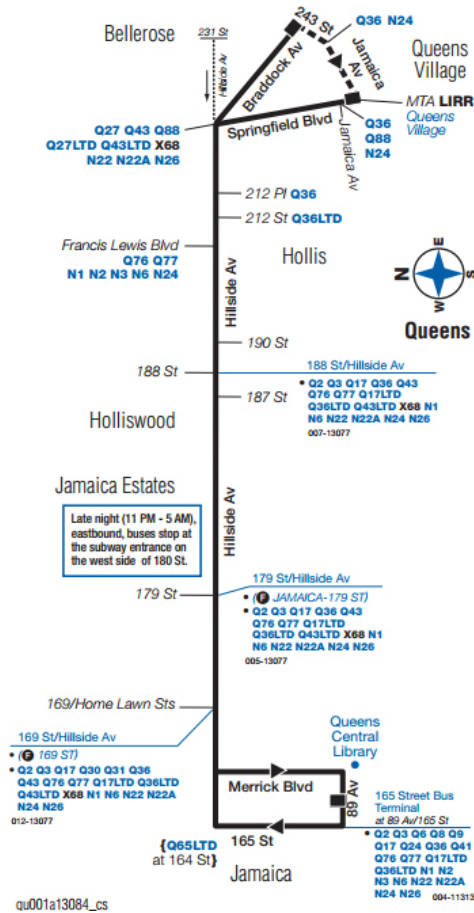 Bellerose
231 St
Hillside Av
243 St
Q36 N24
Jamaica
Av
Queens
Village
Braddock Av
MTA LIRR
Queens
Village
Q27 Q43 Q88
Q27LTD Q43LTD X68
N22 N22A N26
Springfield Blvd
Jamaica Av
Q36
Q88
N24
212 Pl Q36
212 St Q36LTD
Francis Lewis Blvd
Q76 Q77
N1 N2 N3 N6 N24
Hollis
Hillside Av
N
E
S
W
Queens
190 St
188 St/Hillside Av
188 St
• Q2 Q3 Q17 Q36 Q43
Q76 Q77 Q17LTD
Q36LTD Q43LTD X68 N1
N6 N22 N22A N24 N26
007-13077
187 St
Holliswood
Jamaica Estates
Late night (11 PM - 5 AM),
eastbound, buses stop at
the subway entrance on
the west side of 180 St.
Hillside Av
179 St/Hillside Av
179 St
• (F JAMAICA-179 ST)
• Q2 Q3 Q17 Q36 Q43
Q76 Q77 Q17LTD
Q36LTD Q43LTD X68 N1
N6 N22 N22A N24 N26
005-13077
169/Home Lawn Sts
169 St/Hillside Av
• (F 169 ST)
• Q2 Q3 Q17 Q30 Q31 Q36
Q43 Q76 Q77 Q17LTD Q36LTD
Q43LTD X68 N1 N6 N22 N22A
N24 N26
012-13077
Queens
Central
Library
Merrick Blvd
89 Av
165 Street Bus
Terminal
at 89 Av/165 St
• Q2 Q3 Q6 Q8 Q9
Q17 Q24 Q36 Q41
Q76 Q77 Q17LTD
Q36LTD N1 N2
N3 N6 N22 N22A
N24 N26 004-11313
{Q65LTD
at 164 St}
165 St
Jamaica
qu001a13084_cs